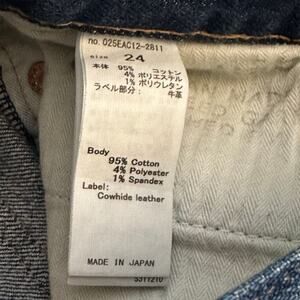 no. 025EAC12-2811
size 24
本体 95% コットン
4% ポリエステル
1% ポリウレタン
ラベル部分: 牛革
Body
95% Cotton
4% Polyester
1% Spandex
Label:
Cowhide leather
MADE IN JAPAN